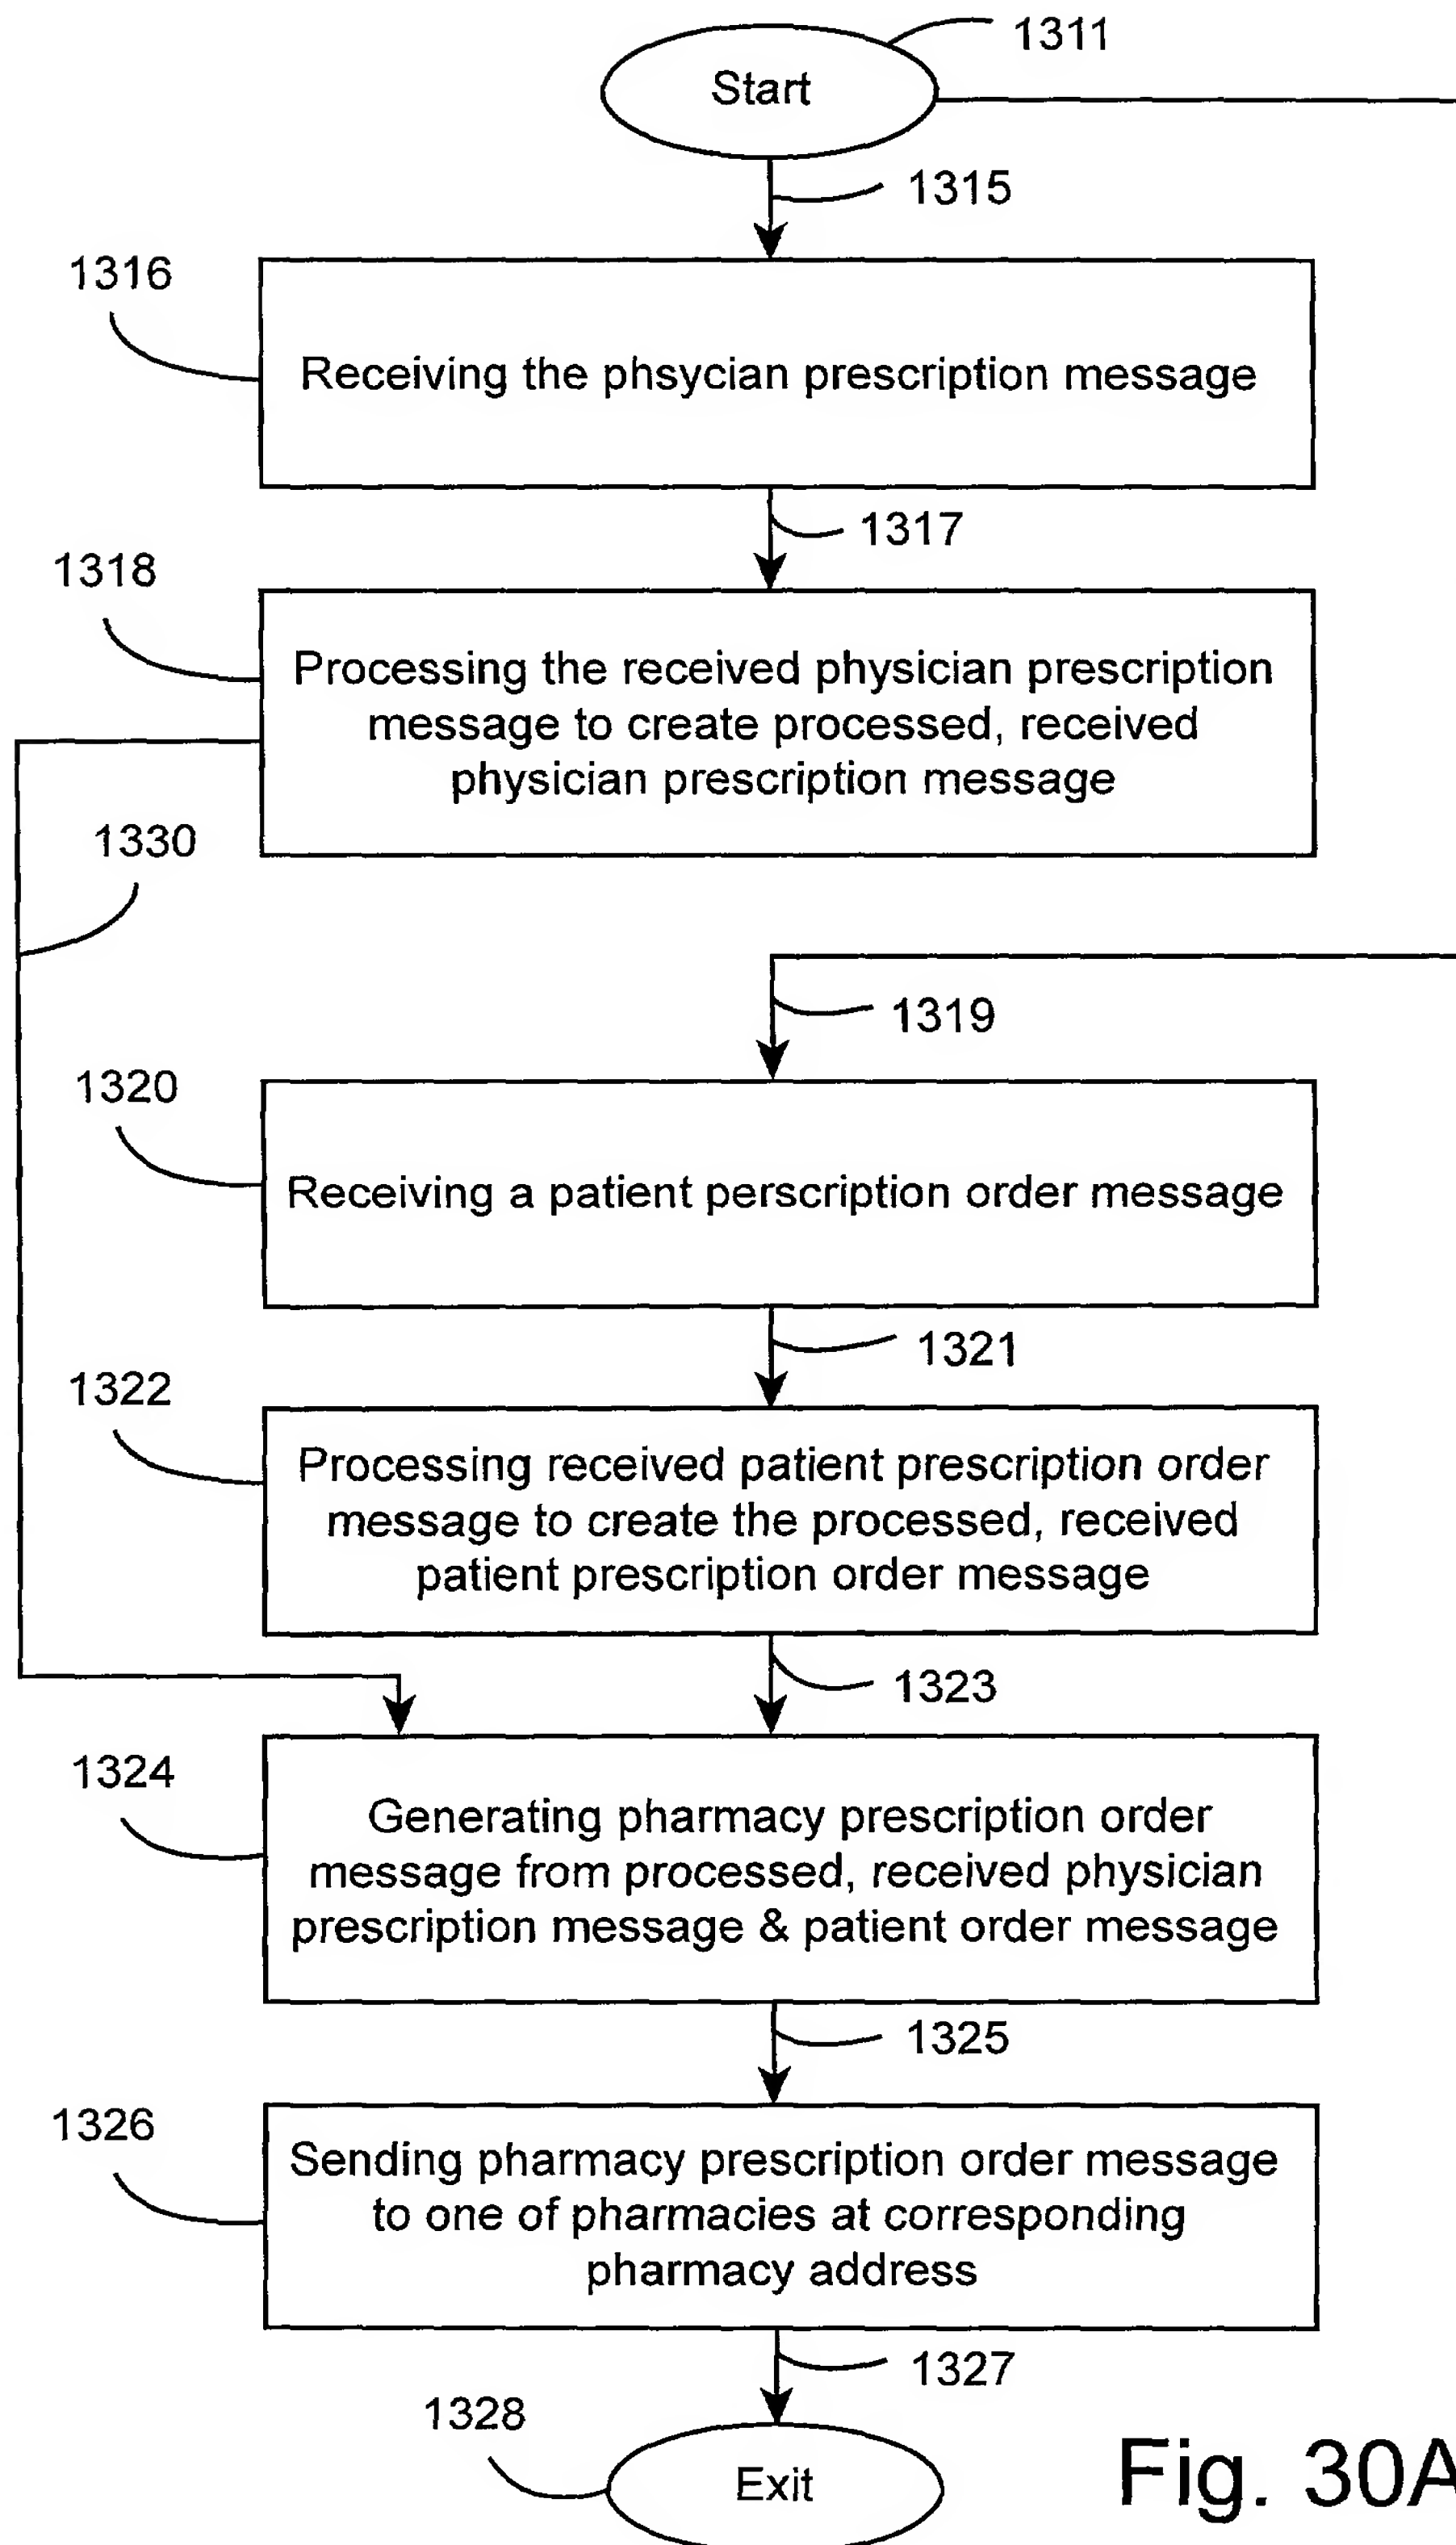 1311
Start
1315
1316
Receiving the phsycian prescription message
1317
1318
Processing the received physician prescription
message to create processed, received
physician prescription message
1330
1319
1320
Receiving a patient perscription order message
1321
1322
Processing received patient prescription order
message to create the processed, received
patient prescription order message
1323
1324
Generating pharmacy prescription order
message from processed, received physician
prescription message & patient order message
1325
1326
Sending pharmacy prescription order message
to one of pharmacies at corresponding
pharmacy address
1327
1328
Exit
Fig. 30A